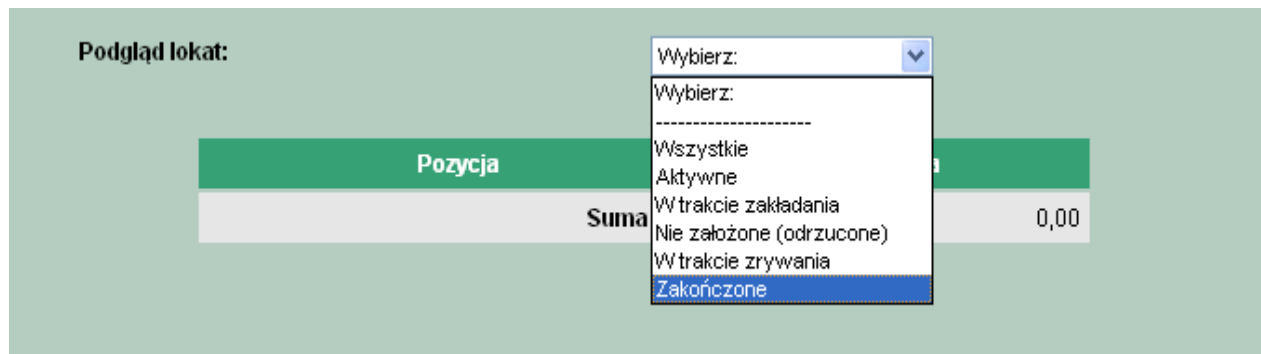 Podgląd lokat:
Wybierz:
Wybierz:
---------------------
Wszystkie
Pozycja
Aktywne
W trakcie zakładania
Suma
0,00
Nie założone (odrzucone)
W trakcie zrywania
Zakończone